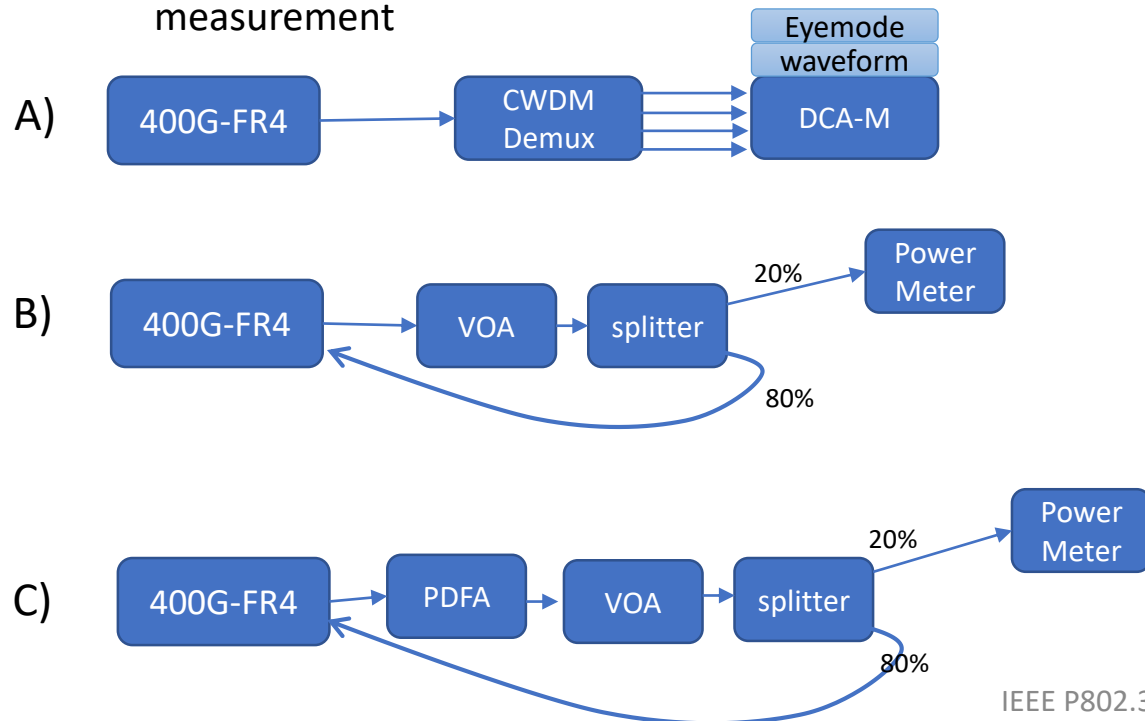 measurement
Eyemode
waveform
A)
400G-FR4
CWDM
Demux
DCA-M
B)
400G-FR4
VOA
splitter
20%
Power
Meter
80%
C)
400G-FR4
PDFA
VOA
splitter
20%
Power
Meter
80%
IEEE P802.3